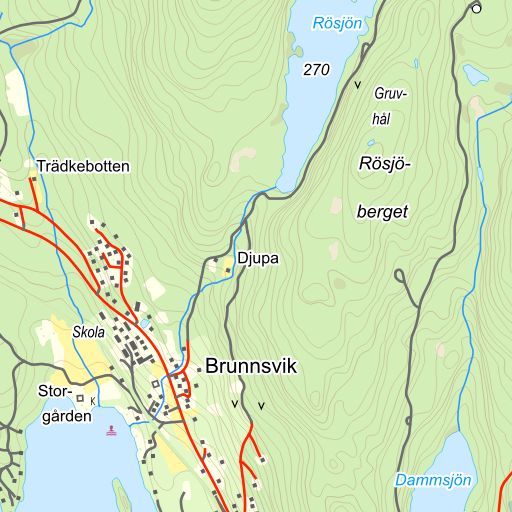 Rösjön
270
Gruv-
hål
Rösjö-
berget
Trädkebotten
Djupa
Skola
Brunnsvik
Stor-
gården
K
Dammsjön